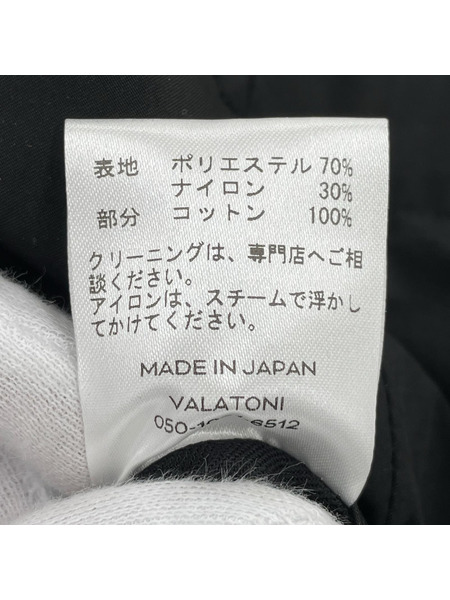 表地 ポリエステル 70%
ナイロン 30%
部分 コットン 100%
クリーニングは、専門店へご相
談ください。
アイロンは、スチームで浮かし
てかけてください。
MADE IN JAPAN
VALATONI
6512